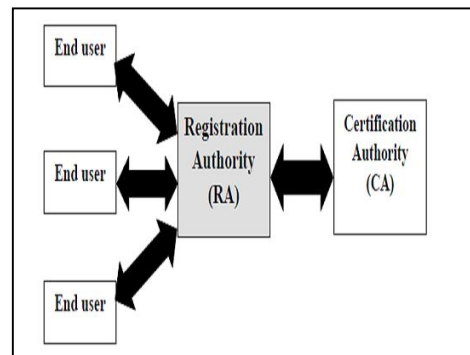 End user
End user
End user
Registration
Authority
(RA)
Certification
Authority
(CA)